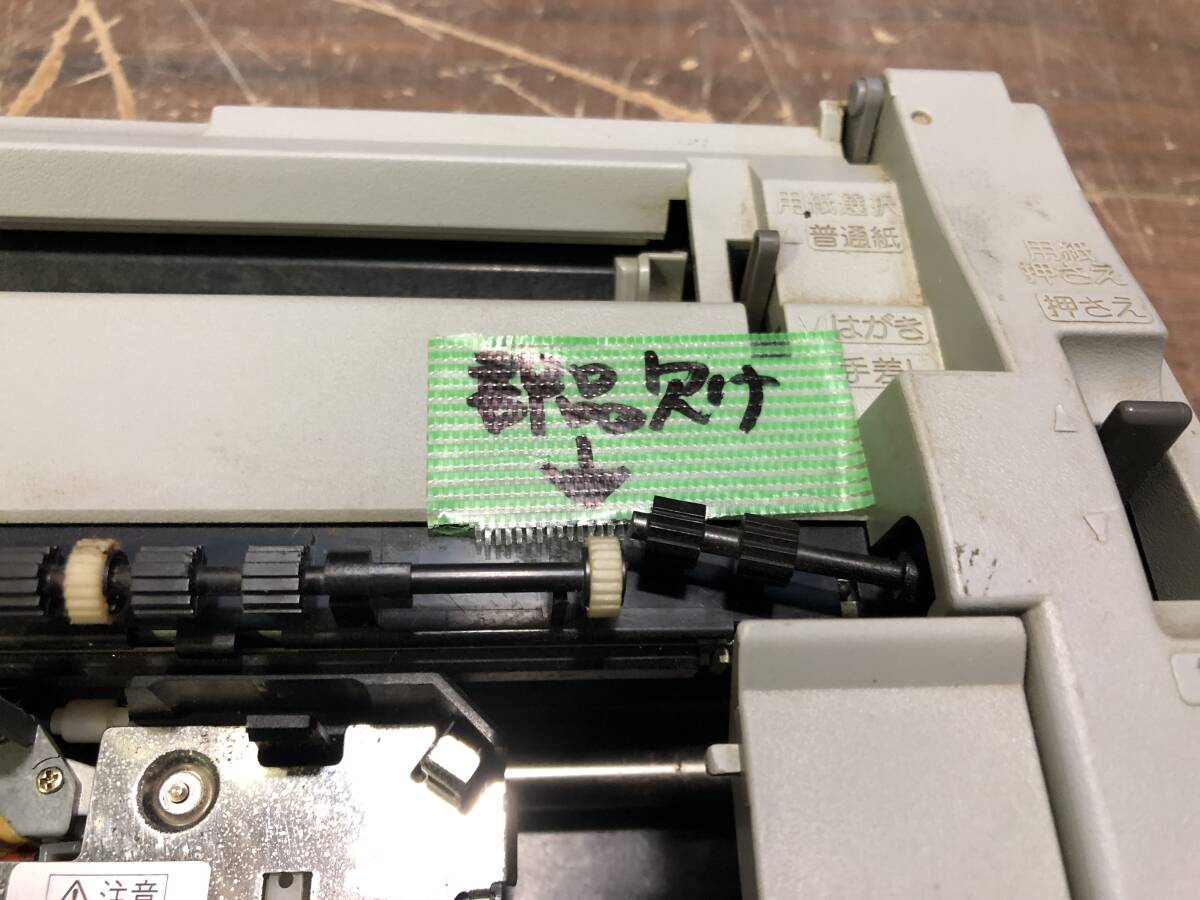 用紙選択
普通紙
はがき
手差し
用紙
押さえ
押さえ
部品欠け
↓
注意